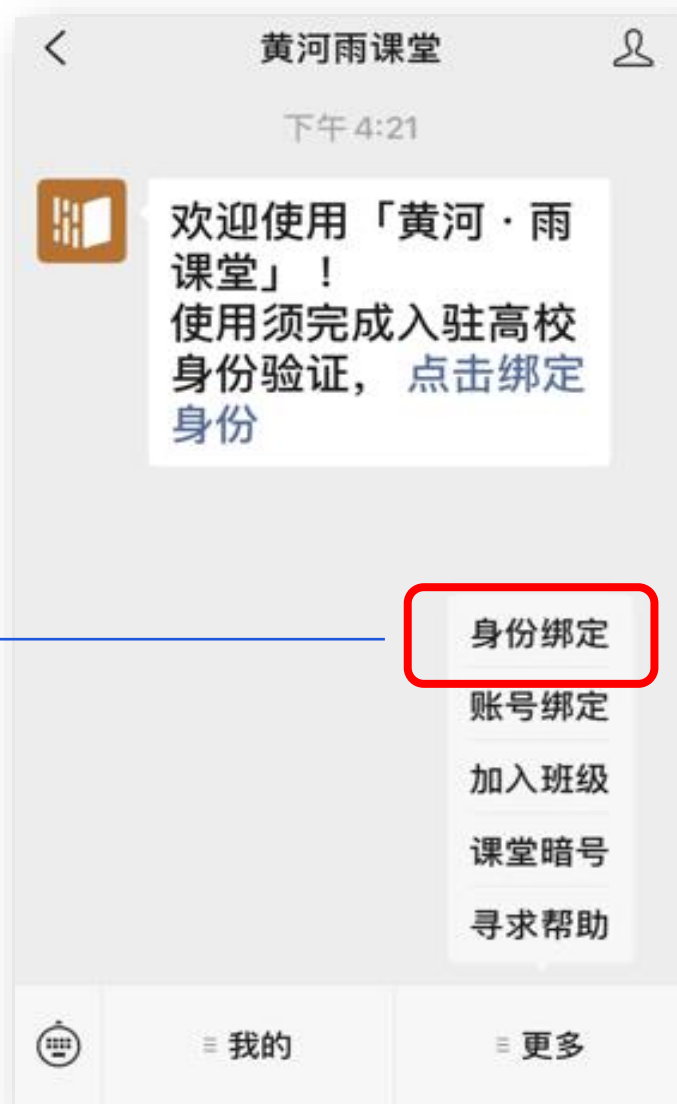 黄河雨课堂
下午 4:21
欢迎使用「黄河 · 雨
课堂」！
使用须完成入驻高校
身份验证， 点击绑定
身份
身份绑定
账号绑定
加入班级
课堂暗号
寻求帮助
我的
更多